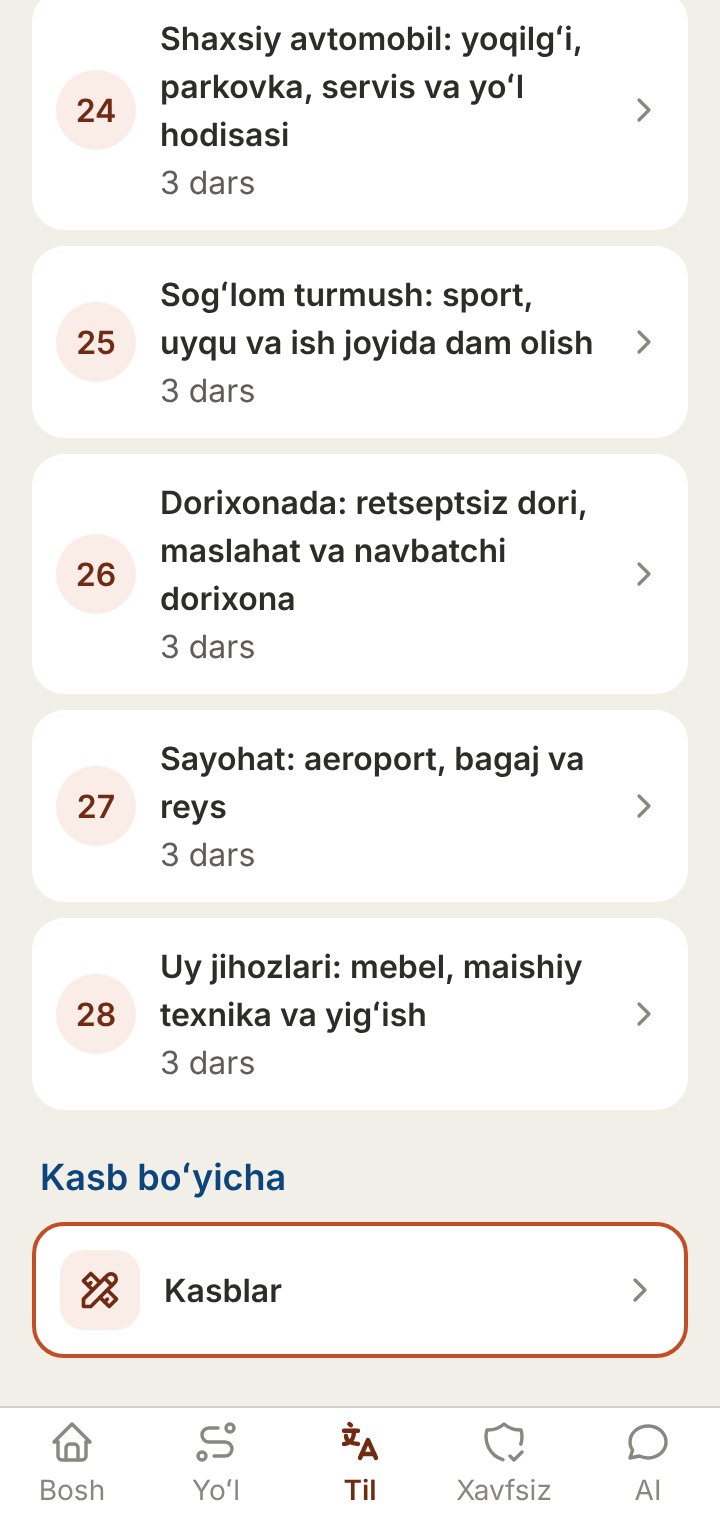 24
Shaxsiy avtomobil: yoqilgʻi,
parkovka, servis va yoʻl
hodisasi
3 dars
25
Sogʻlom turmush: sport,
uyqu va ish joyida dam olish
3 dars
26
Dorixonada: retseptsiz dori,
maslahat va navbatchi
dorixona
3 dars
27
Sayohat: aeroport, bagaj va
reys
3 dars
28
Uy jihozlari: mebel, maishiy
texnika va yigʻish
3 dars
Kasb boʻyicha
Kasblar
Bosh
Yoʻl
Til
Xavfsiz
AI